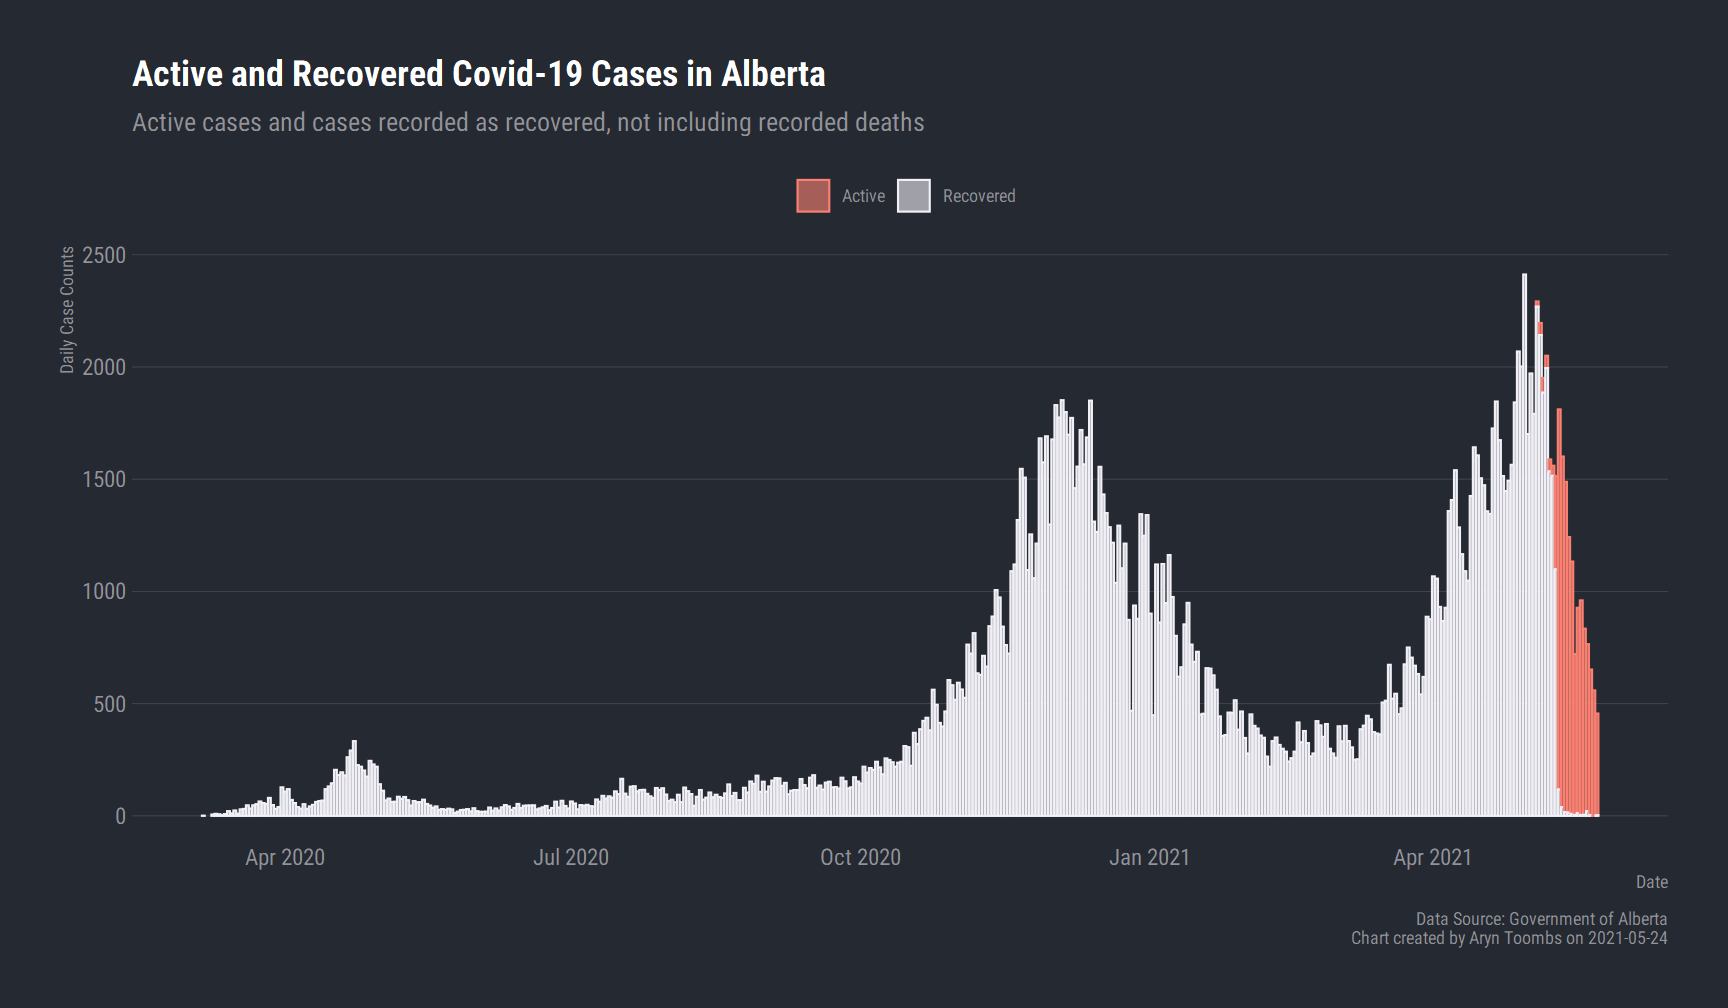 Active and Recovered Covid-19 Cases in Alberta
Active cases and cases recorded as recovered, not including recorded deaths
Active
Recovered
Daily Case Counts
2500
2000
1500
1000
500
0
Apr 2020
Jul 2020
Oct 2020
Jan 2021
Apr 2021
Date
Data Source: Government of Alberta
Chart created by Aryn Toombs on 2021-05-24